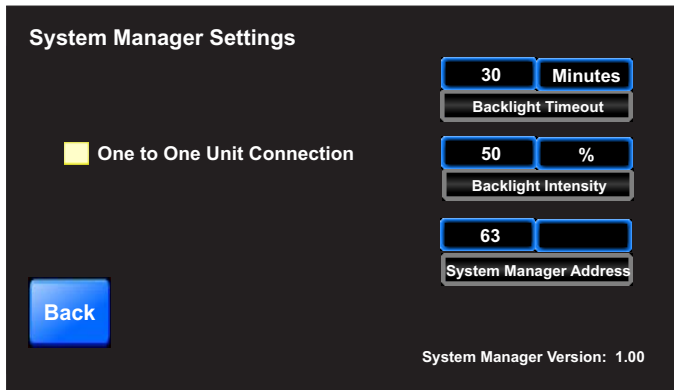 System Manager Settings
30 Minutes
Backlight Timeout
One to One Unit Connection
50 %
Backlight Intensity
63
System Manager Address
Back
System Manager Version: 1.00